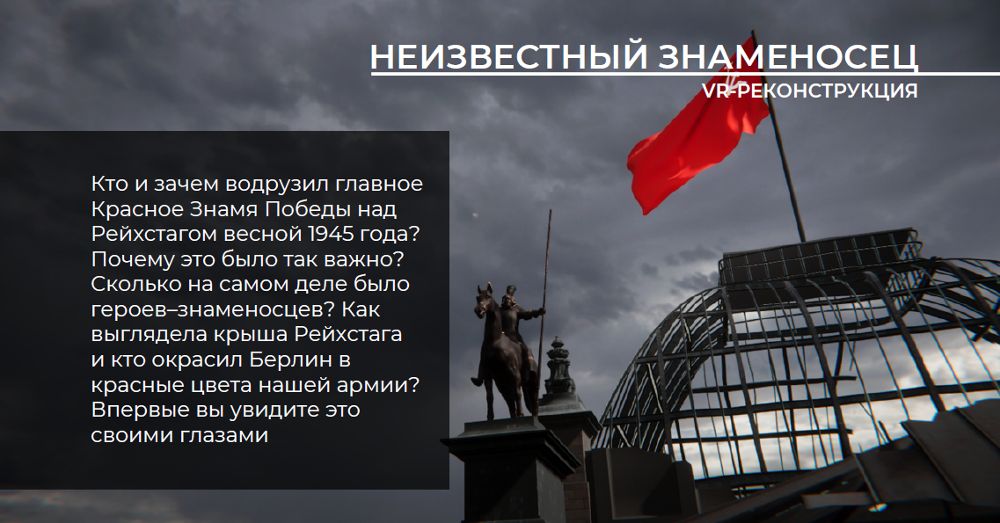 НЕИЗВЕСТНЫЙ ЗНАМЕНОСЕЦ
VR-РЕКОНСТРУКЦИЯ
Кто и зачем водрузил главное
Красное Знамя Победы над
Рейхстагом весной 1945 года?
Почему это было так важно?
Сколько на самом деле было
героев–знаменосцев? Как
выглядела крыша Рейхстага
и кто окрасил Берлин в
красные цвета нашей армии?
Впервые вы увидите это
своими глазами